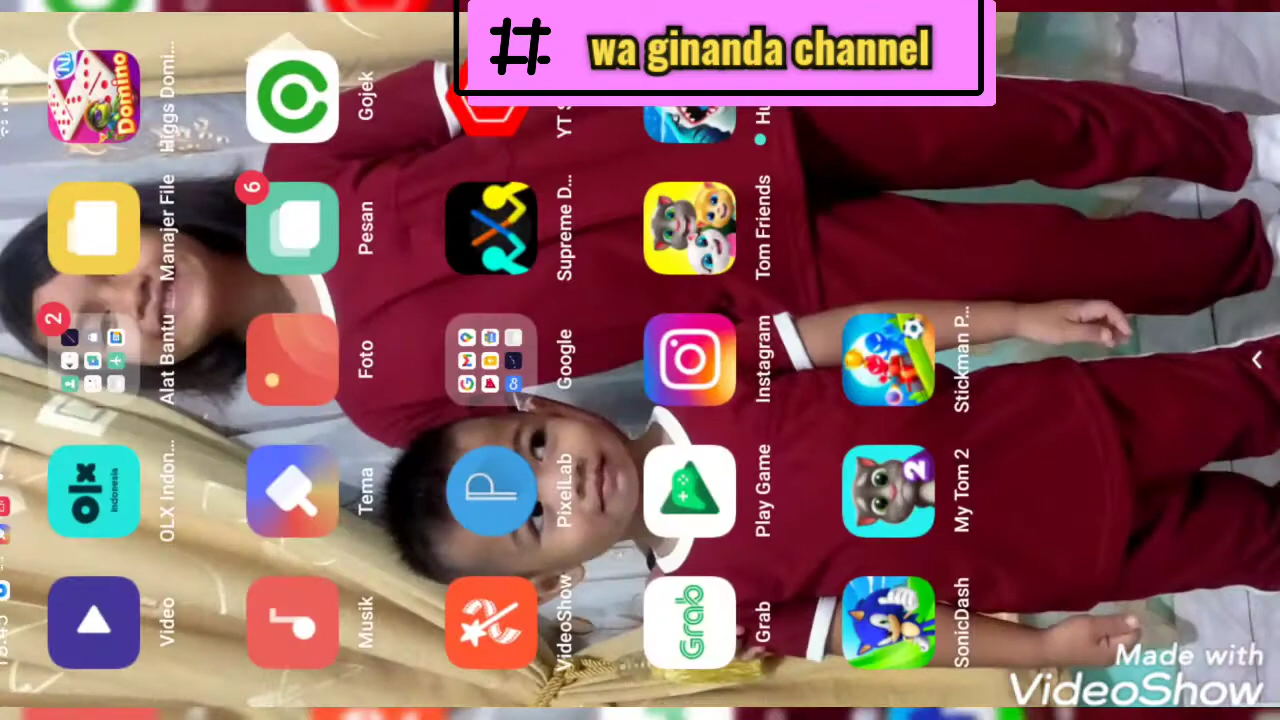 # wa ginanda channel
Video
OLX Indon...
Alat Bantu
Manajer File
Higgs Domi...
Musik
Tema
Foto
Pesan
Gojek
VideoShow
PixelLab
Google
Supreme D...
YT
Grab
Play Game
Instagram
Tom Friends
SonicDash
My Tom 2
Stickman P...
olx
indonesia
2
6
Domino
Grab
2
Made with
VideoShow